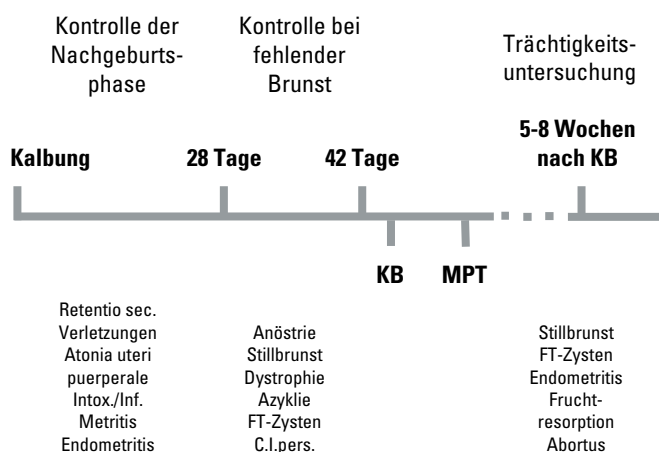 Kontrolle der
Nachgeburts-
phase
Kontrolle bei
fehlender
Brunst
Trächtigkeits-
untersuchung
Kalbung
28 Tage
42 Tage
5-8 Wochen
nach KB
KB
MPT
Retentio sec.
Verletzungen
Atonia uteri
puerperale
Intox./Inf.
Metritis
Endometritis
Anöstrie
Stillbrunst
Dystrophie
Azyklie
FT-Zysten
C.l.pers.
Stillbrunst
FT-Zysten
Endometritis
Frucht-
resorption
Abortus